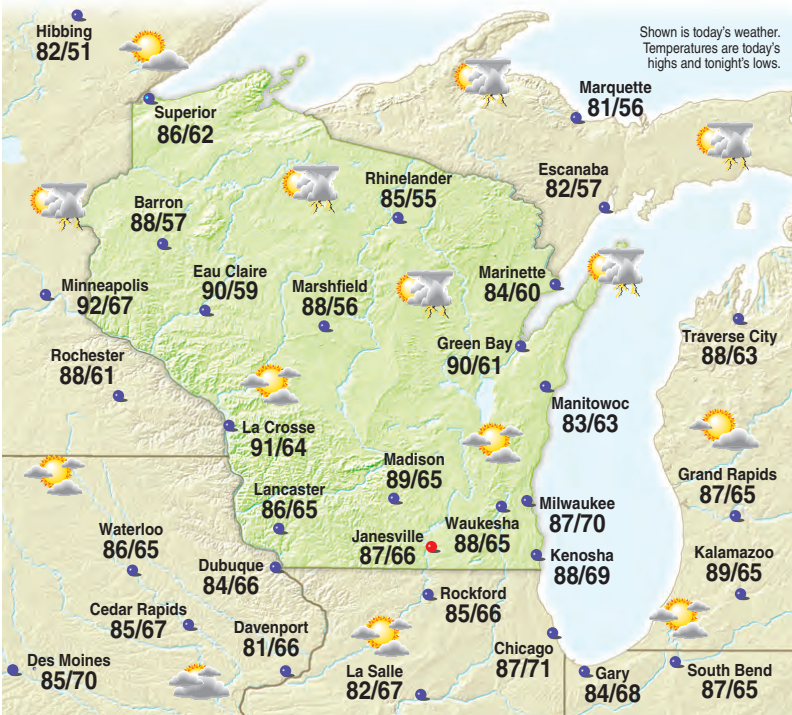 Hibbing
82/51
Shown is today's weather.
Temperatures are today's
highs and tonight's lows.
Superior
86/62
Marquette
81/56
Rhinelander
85/55
Escanaba
82/57
Barron
88/57
Minneapolis
92/67
Eau Claire
90/59
Marshfield
88/56
Marinette
84/60
Green Bay
90/61
Traverse City
88/63
Rochester
88/61
Manitowoc
83/63
La Crosse
91/64
Madison
89/65
Grand Rapids
87/65
Lancaster
86/65
Milwaukee
87/70
Waukesha
88/65
Janesville
87/66
Waterloo
86/65
Dubuque
84/66
Kenosha
88/69
Kalamazoo
89/65
Rockford
85/66
Cedar Rapids
85/67
Davenport
81/66
Chicago
87/71
Des Moines
85/70
La Salle
82/67
Gary
84/68
South Bend
87/65